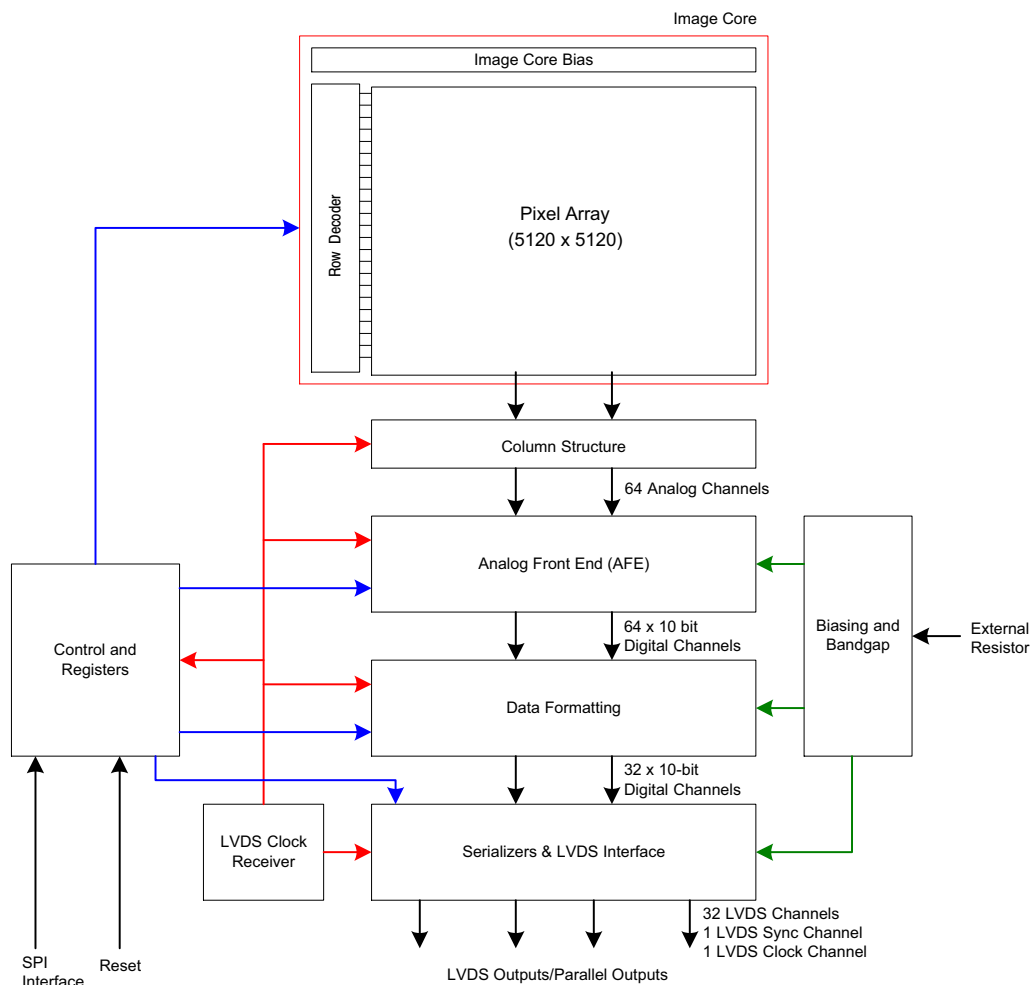 Image Core
Image Core Bias
Row Decoder
Pixel Array
(5120 x 5120)
Column Structure
64 Analog Channels
Analog Front End (AFE)
64 x 10 bit
Digital Channels
Control and
Registers
Biasing and
Bandgap
External
Resistor
Data Formatting
32 x 10-bit
Digital Channels
LVDS Clock
Receiver
Serializers & LVDS Interface
32 LVDS Channels
1 LVDS Sync Channel
1 LVDS Clock Channel
SPI
Interface
Reset
LVDS Outputs/Parallel Outputs